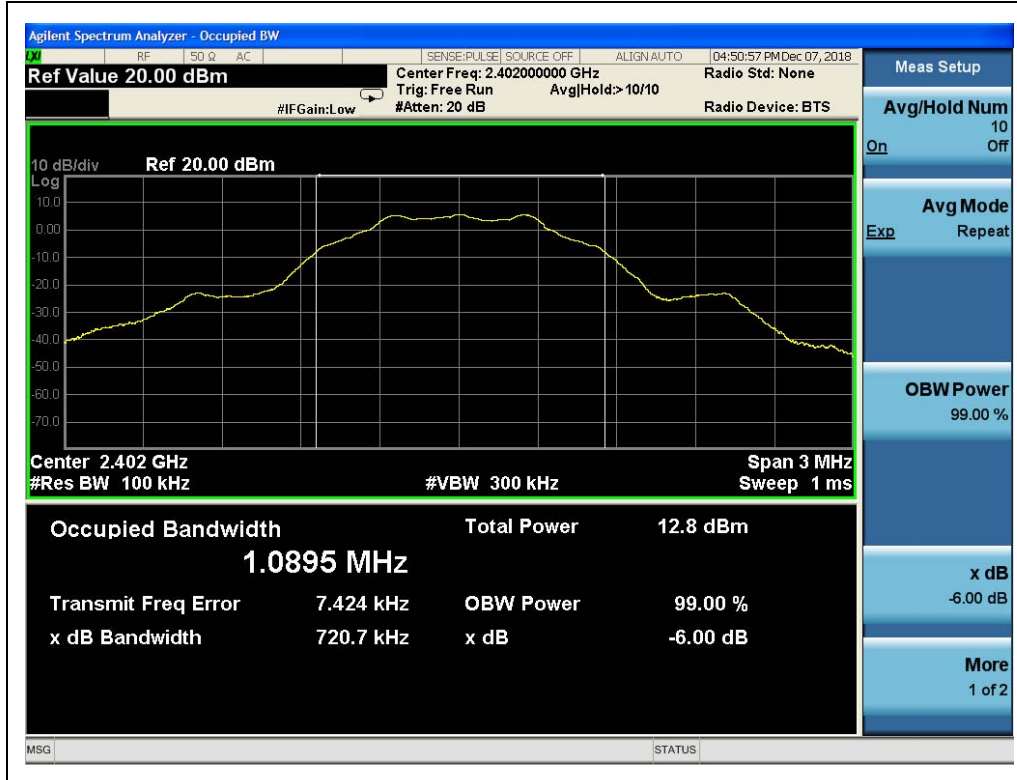 Agilent Spectrum Analyzer - Occupied BW
LXI RF 50 Ω AC SENSE:PULSE SOURCE OFF ALIGN AUTO 04:50:57 PM Dec 07, 2018
Ref Value 20.00 dBm Center Freq: 2.402000000 GHz Radio Std: None
Trig: Free Run Avg|Hold:> 10/10
#IFGain:Low #Atten: 20 dB Radio Device: BTS
10 dB/div Ref 20.00 dBm
Log
10.0
0.00
-10.0
-20.0
-30.0
-40.0
-50.0
-60.0
-70.0
Center 2.402 GHz Span 3 MHz
#Res BW 100 kHz #VBW 300 kHz Sweep 1 ms
Occupied Bandwidth Total Power 12.8 dBm
1.0895 MHz
Transmit Freq Error 7.424 kHz OBW Power 99.00 %
x dB Bandwidth 720.7 kHz x dB -6.00 dB
Meas Setup
Avg/Hold Num
10
On Off
Avg Mode
Exp Repeat
OBW Power
99.00 %
x dB
-6.00 dB
More
1 of 2
MSG STATUS